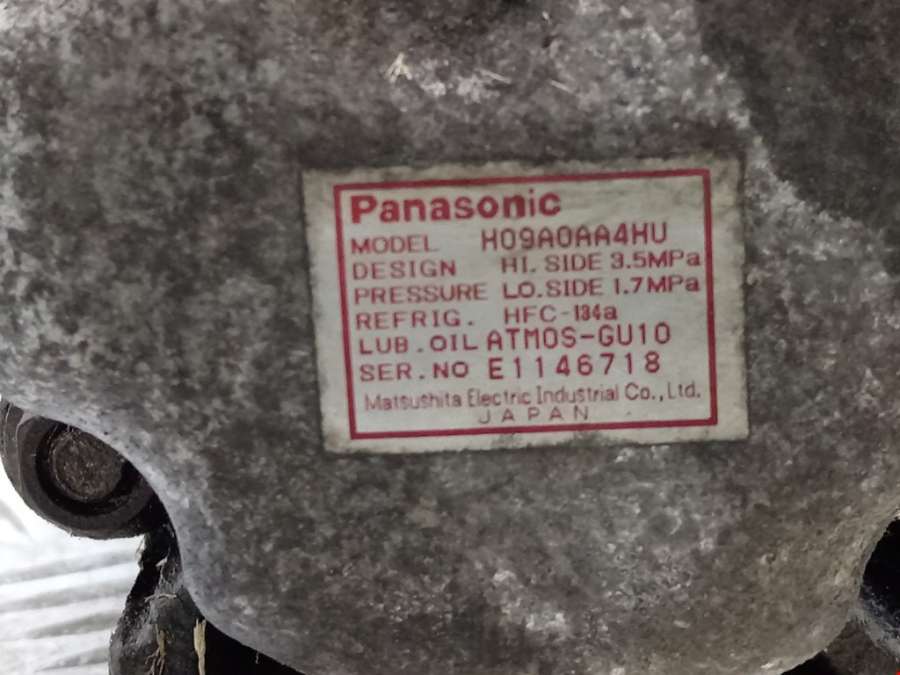 Panasonic
MODEL H09A0AA4HU
DESIGN HI. SIDE 3.5MPa
PRESSURE LO.SIDE 1.7MPa
REFRIG. HFC-134a
LUB.OIL ATMOS-GU10
SER.NO E1146718
Matsushita Electric Industrial Co., Ltd.
JAPAN